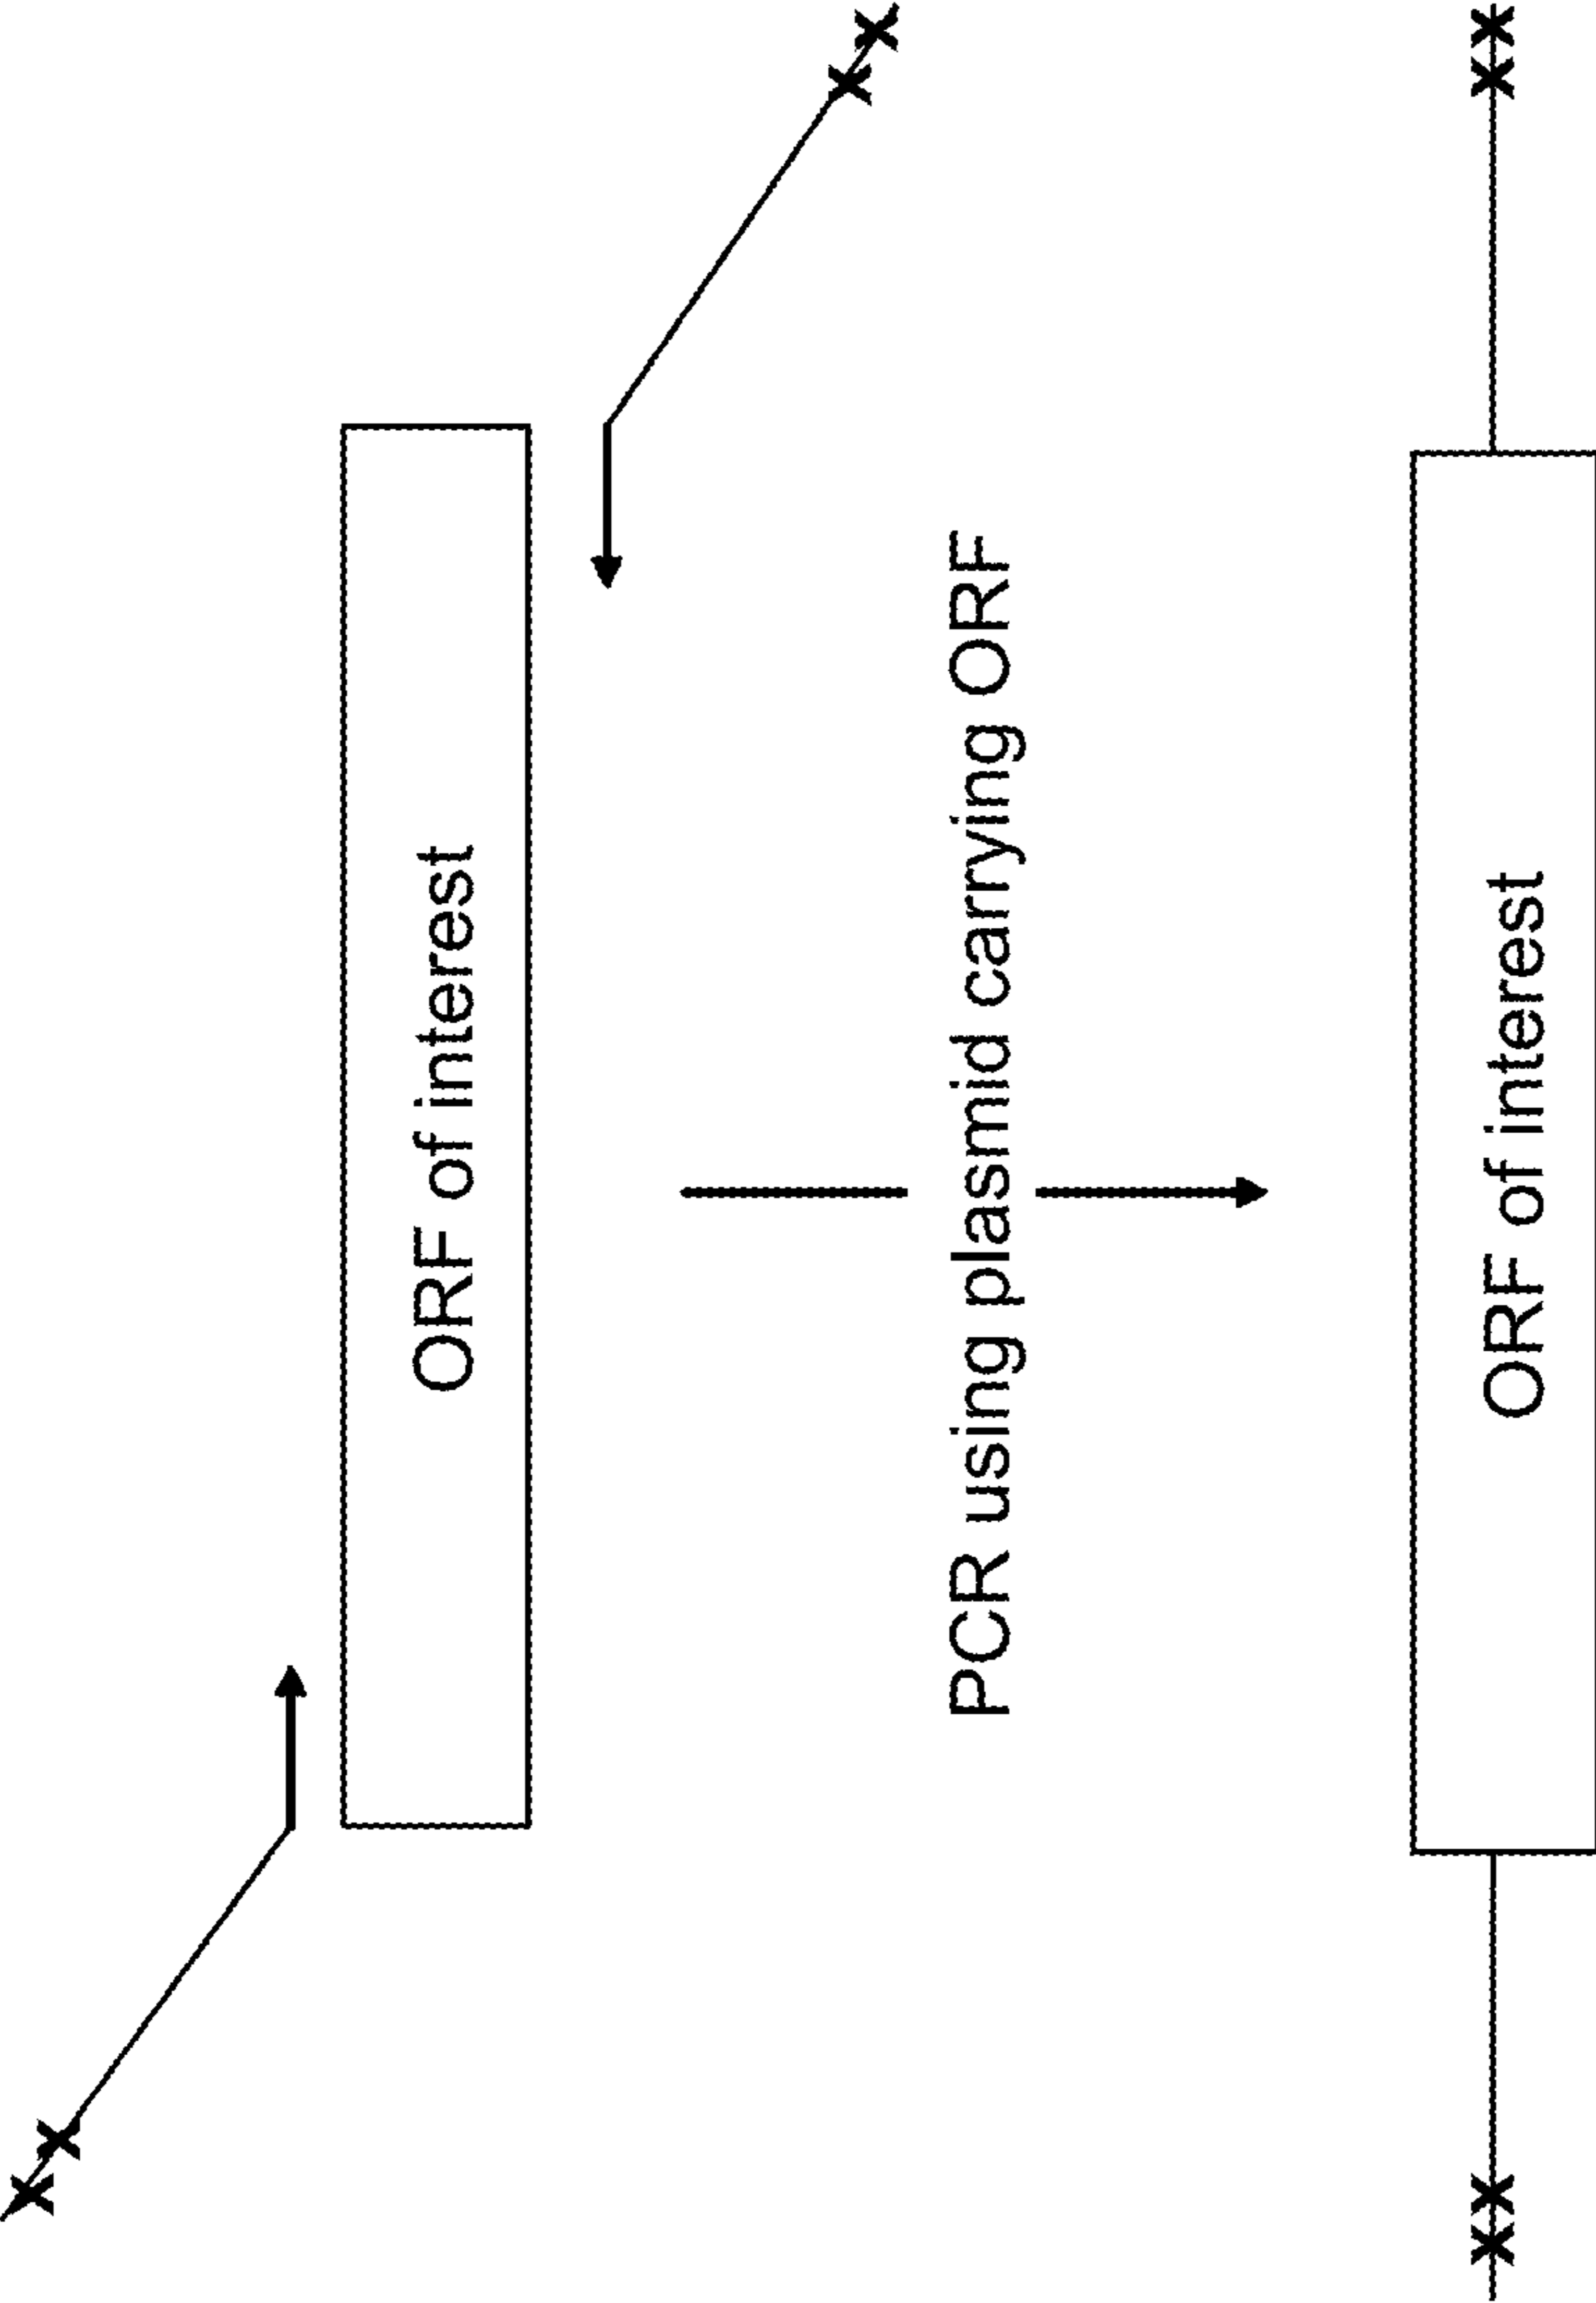 ORF of interest
PCR using plasmid carrying ORF
ORF of interest